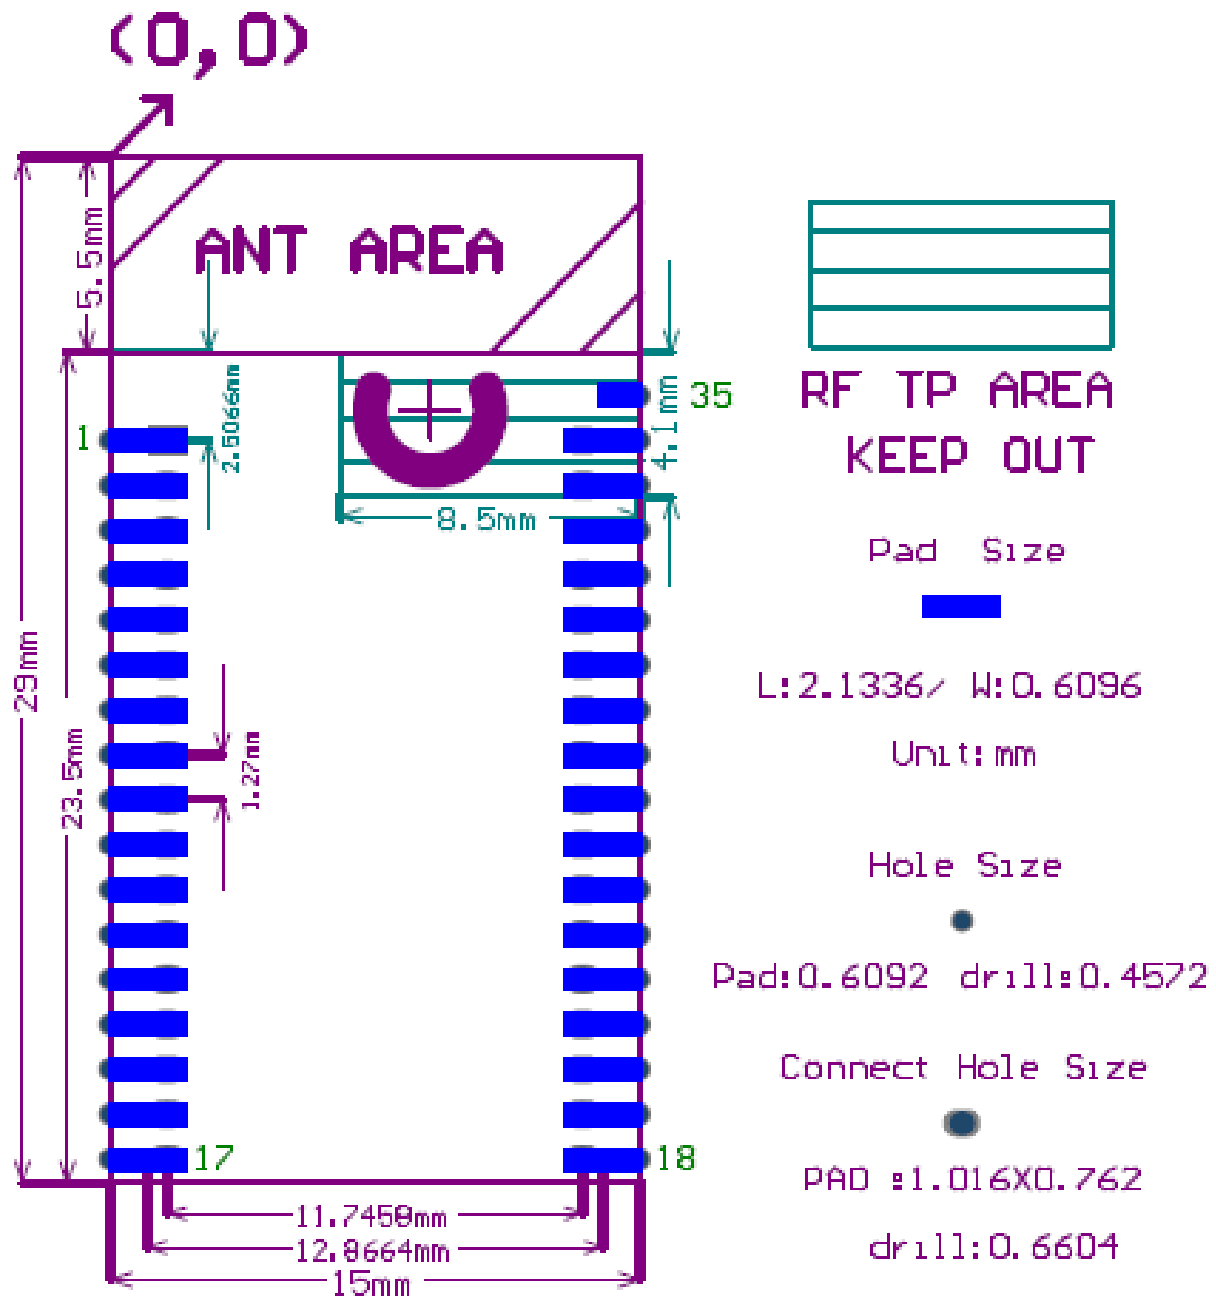 (0,0)
5.5mm
ANT AREA
2.5066mm
4.1mm
35
1
8.5mm
29mm
23.5mm
1.27mm
17
18
11.7450mm
12.8664mm
15mm
RF TP AREA
KEEP OUT
Pad Size
L:2.1336/ W:0.6096
Unit:mm
Hole Size
Pad:0.6092 drill:0.4572
Connect Hole Size
PAD :1.016X0.762
drill:0.6604